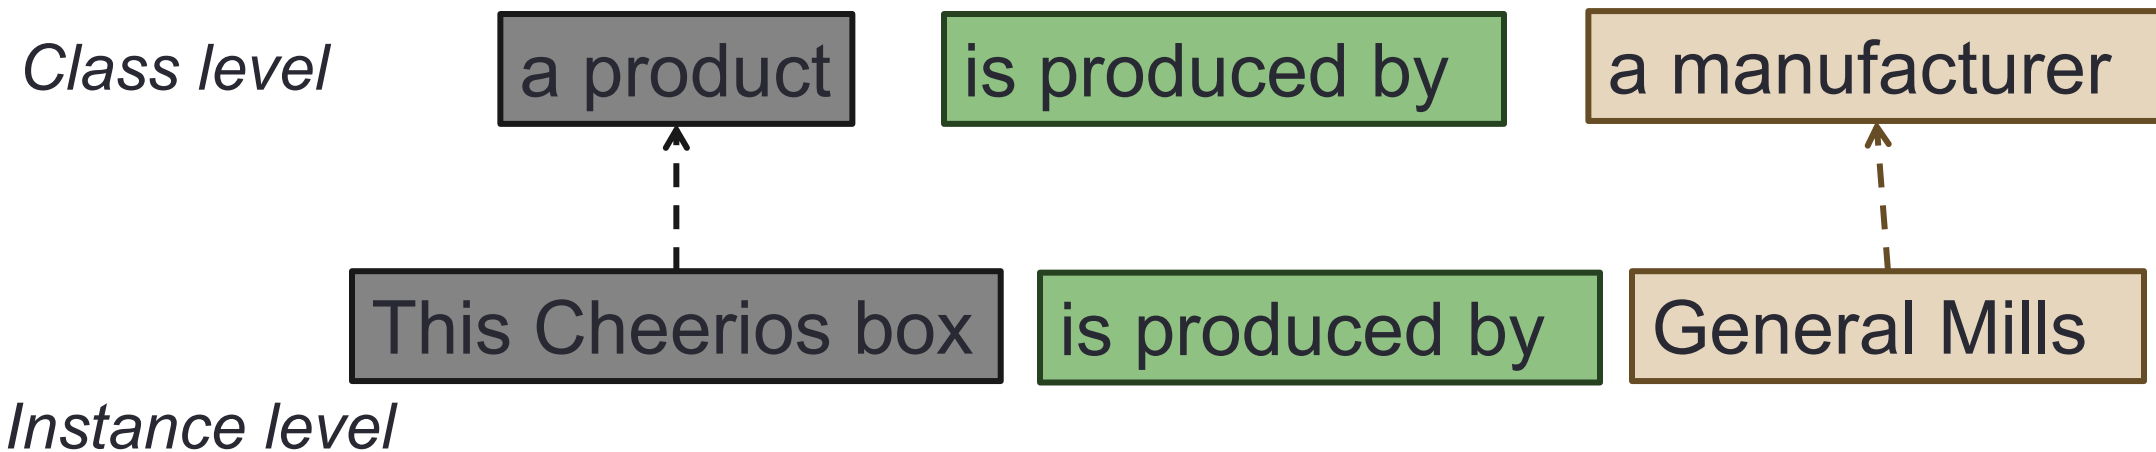 Class level a product is produced by a manufacturer
This Cheerios box is produced by General Mills
Instance level